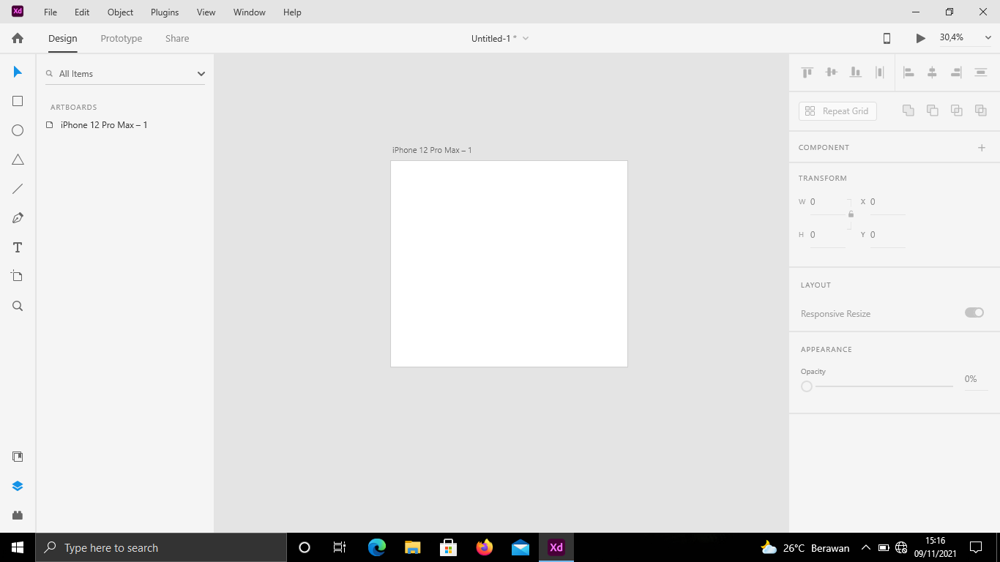 Xd File Edit Object Plugins View Window Help
Design Prototype Share Untitled-1 * 30,4%
All Items
ARTBOARDS
iPhone 12 Pro Max – 1
iPhone 12 Pro Max – 1
Repeat Grid
COMPONENT
TRANSFORM
W 0 X 0
H 0 Y 0
LAYOUT
Responsive Resize
APPEARANCE
Opacity
0%
Type here to search
Xd
26°C Berawan
15:16
09/11/2021